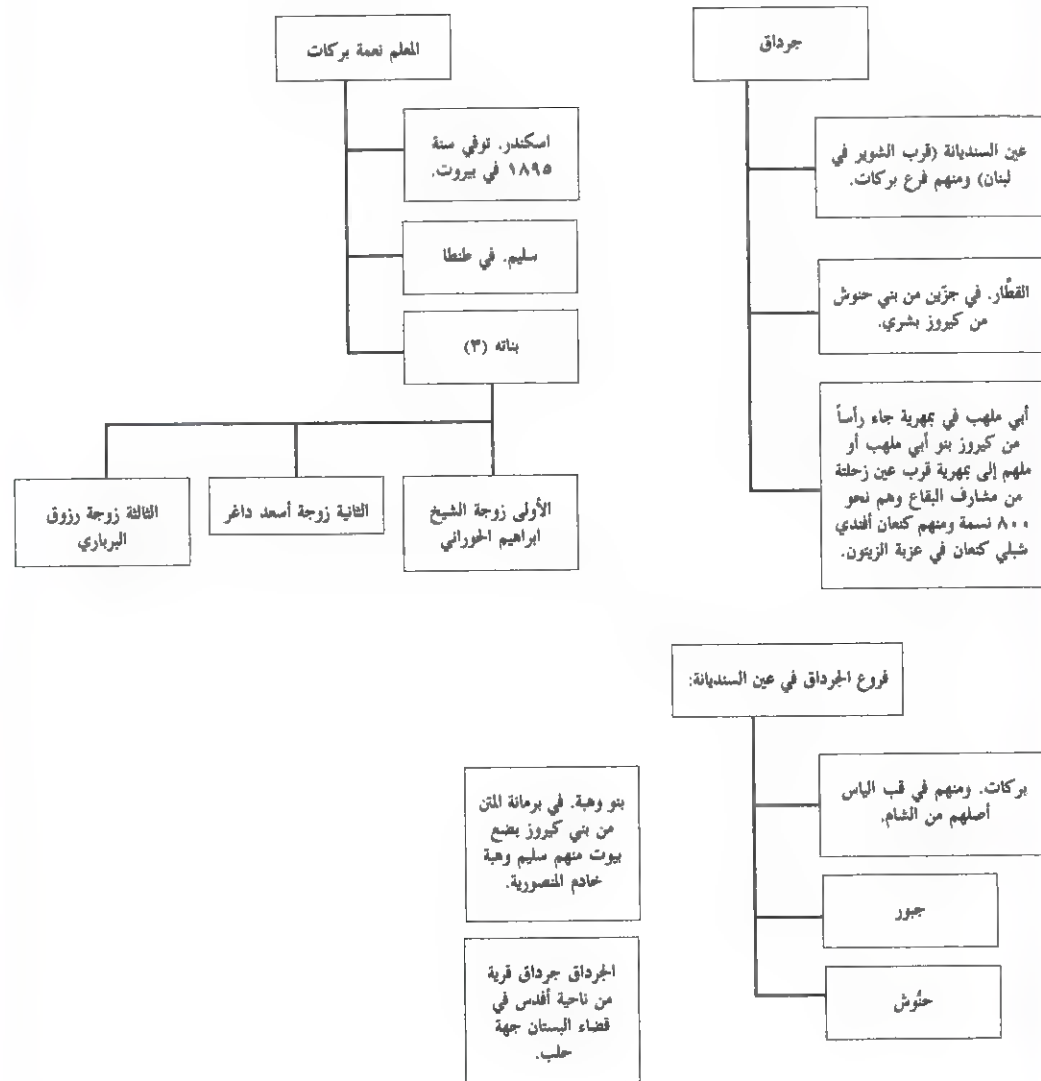 جرداق
عين السنديانة (قرب الشوير في
لبنان) ومنهم فرع بركات.
القطّار. في جزّين من بني حنوش
من كيروز بشري.
أبي ملهب في بمهرية جاء رأساً
من كيروز بنو أبي ملهب أو
ملهم إلى بمهرية قرب عين زحلتة
من مشارف البقاع وهم نحو
٨٠٠ نسمة ومنهم كنعان أفندي
شبلي كنعان في عزبة الزيتون.
المعلم نعمة بركات
اسكندر. توفي سنة
١٨٩٥ في بيروت.
سليم. في طنطا
بناته (٣)
الأولى زوجة الشيخ
ابراهيم الحوراني
الثانية زوجة أسعد داغر
الثالثة زوجة رزوق
البرباري
فروع الجرداق في عين السنديانة:
بركات. ومنهم في قب الياس
أصلهم من الشام.
جبور
حنّوش
بنو وهبة. في برمانة المتن
من بني كيروز بضع
بيوت منهم سليم وهبة
خادم المنصورية.
الجرداق جرداق قرية
من ناحية أفدس في
قضاء البستان جهة
حلب.